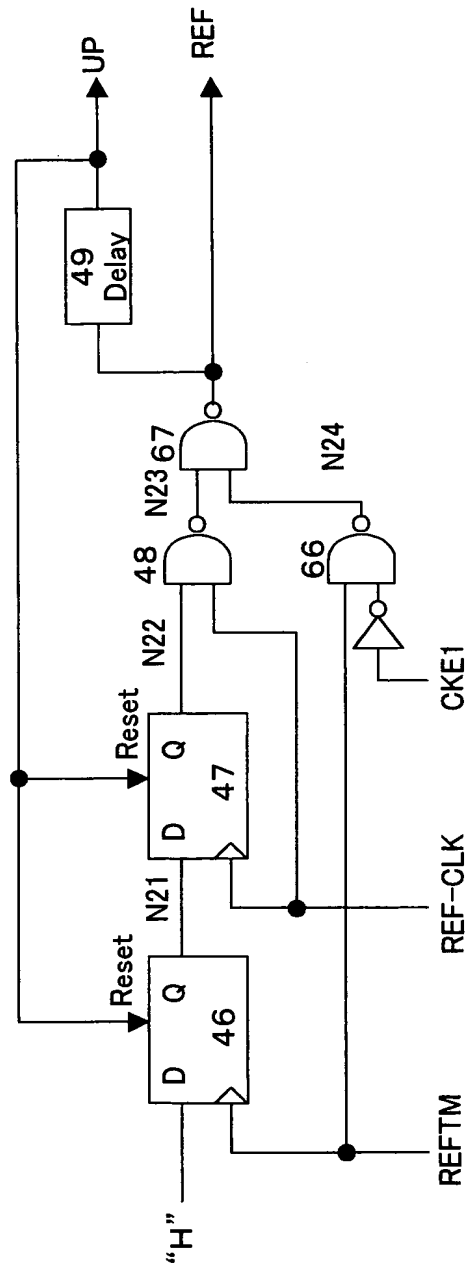 UP
REF
49
Delay
67
N23
N24
48
66
N22
CKE1
Reset
D Q
47
N21
REF-CLK
Reset
D Q
46
REFTM
“H”